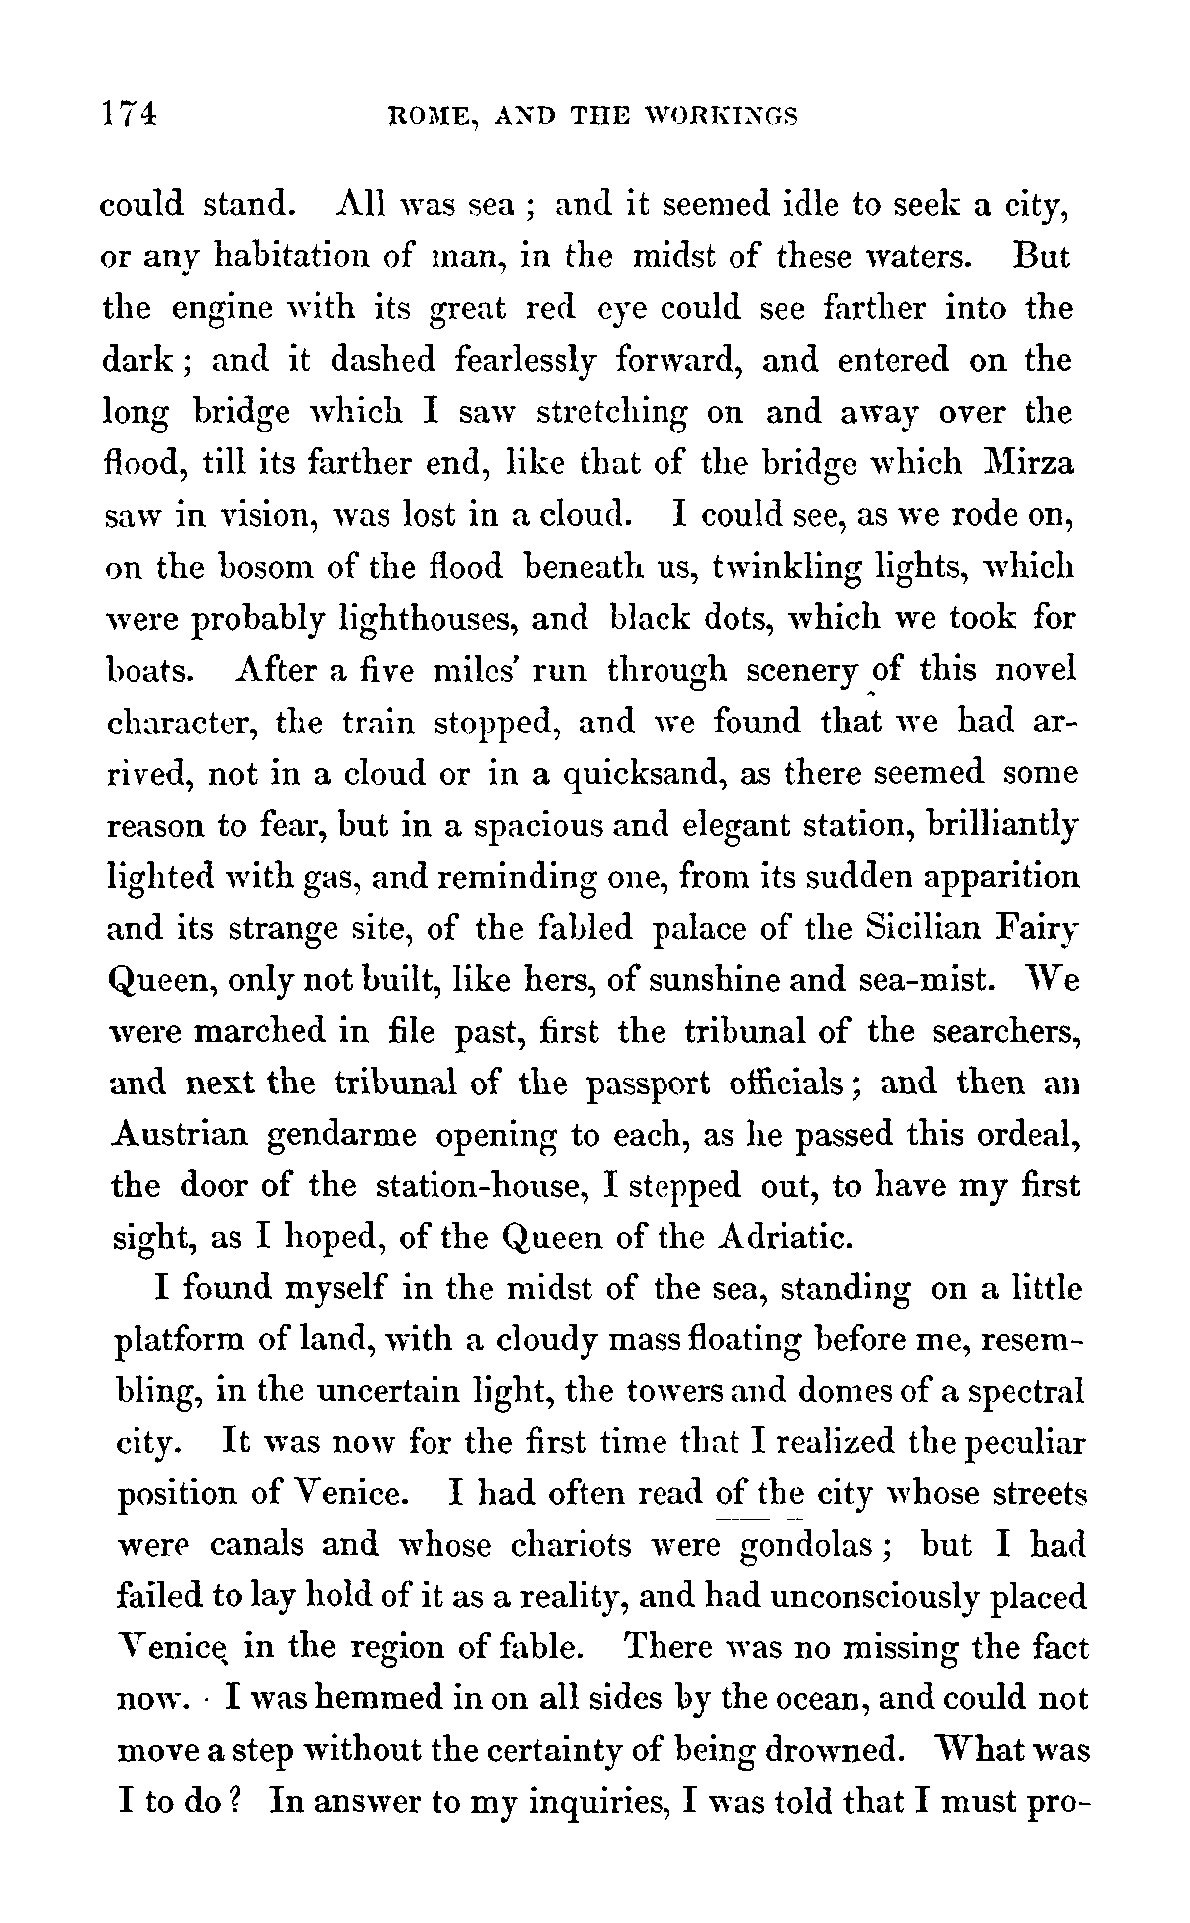 174 ROME, AND THE WORKINGS
could stand. All was sea ; and it seemed idle to seek a city,
or any habitation of man, in the midst of these waters. But
the engine with its great red eye could see farther into the
dark ; and it dashed fearlessly forward, and entered on the
long bridge which I saw stretching on and away over the
flood, till its farther end, like that of the bridge which Mirza
saw in vision, was lost in a cloud. I could see, as we rode on,
on the bosom of the flood beneath us, twinkling lights, which
were probably lighthouses, and black dots, which we took for
boats. After a five miles' run through scenery of this novel
character, the train stopped, and we found that we had ar-
rived, not in a cloud or in a quicksand, as there seemed some
reason to fear, but in a spacious and elegant station, brilliantly
lighted with gas, and reminding one, from its sudden apparition
and its strange site, of the fabled palace of the Sicilian Fairy
Queen, only not built, like hers, of sunshine and sea-mist. We
were marched in file past, first the tribunal of the searchers,
and next the tribunal of the passport officials ; and then an
Austrian gendarme opening to each, as he passed this ordeal,
the door of the station-house, I stepped out, to have my first
sight, as I hoped, of the Queen of the Adriatic.
I found myself in the midst of the sea, standing on a little
platform of land, with a cloudy mass floating before me, resem-
bling, in the uncertain light, the towers and domes of a spectral
city. It was now for the first time that I realized the peculiar
position of Venice. I had often read of the city whose streets
were canals and whose chariots were gondolas ; but I had
failed to lay hold of it as a reality, and had unconsciously placed
Venice in the region of fable. There was no missing the fact
now. I was hemmed in on all sides by the ocean, and could not
move a step without the certainty of being drowned. What was
I to do ? In answer to my inquiries, I was told that I must pro-